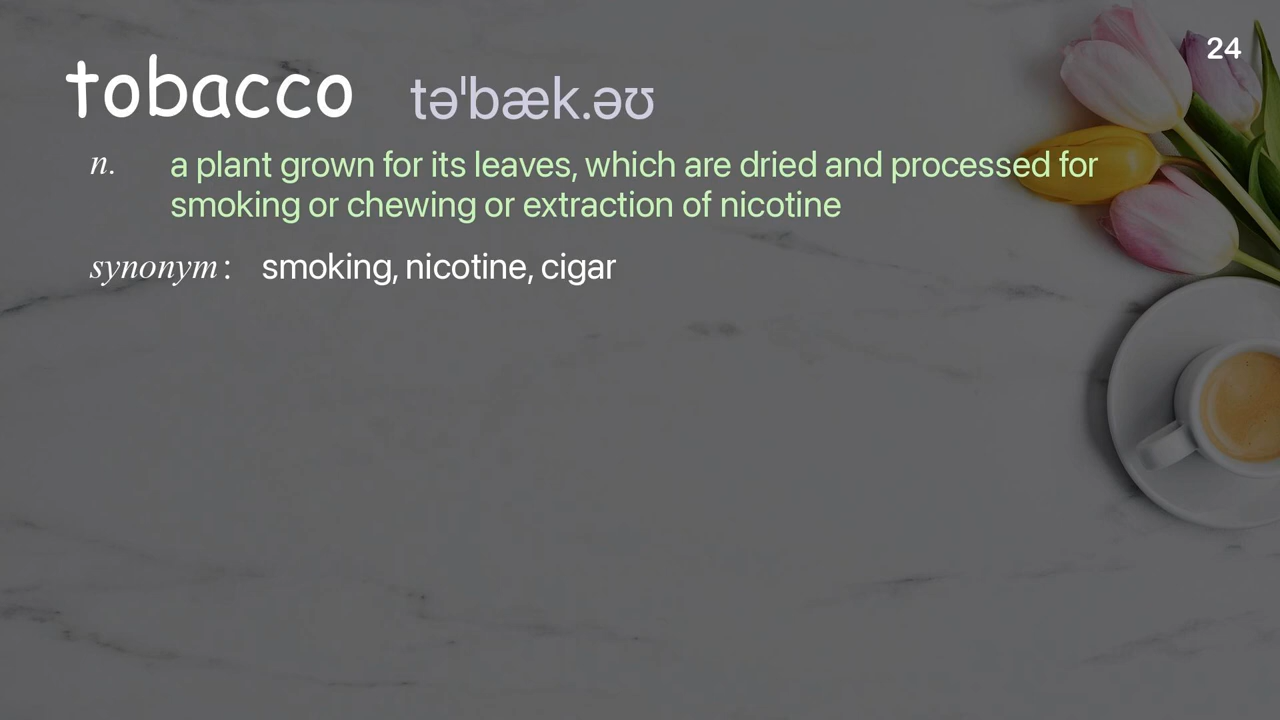 24
tobacco təˈbæk.əʊ
n. a plant grown for its leaves, which are dried and processed for
smoking or chewing or extraction of nicotine
synonym : smoking, nicotine, cigar